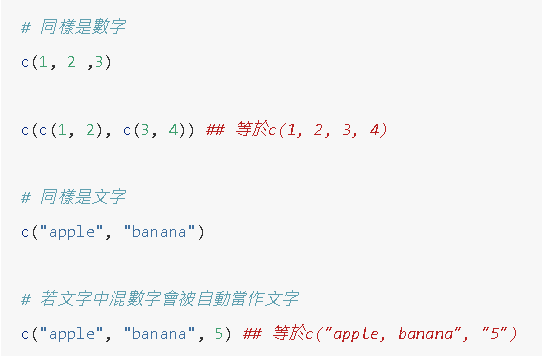 # 同樣是數字
c(1, 2 ,3)
c(c(1, 2), c(3, 4)) ## 等於c(1, 2, 3, 4)
# 同樣是文字
c("apple", "banana")
# 若文字中混數字會被自動當作文字
c("apple", "banana", 5) ## 等於c("apple, banana", "5")